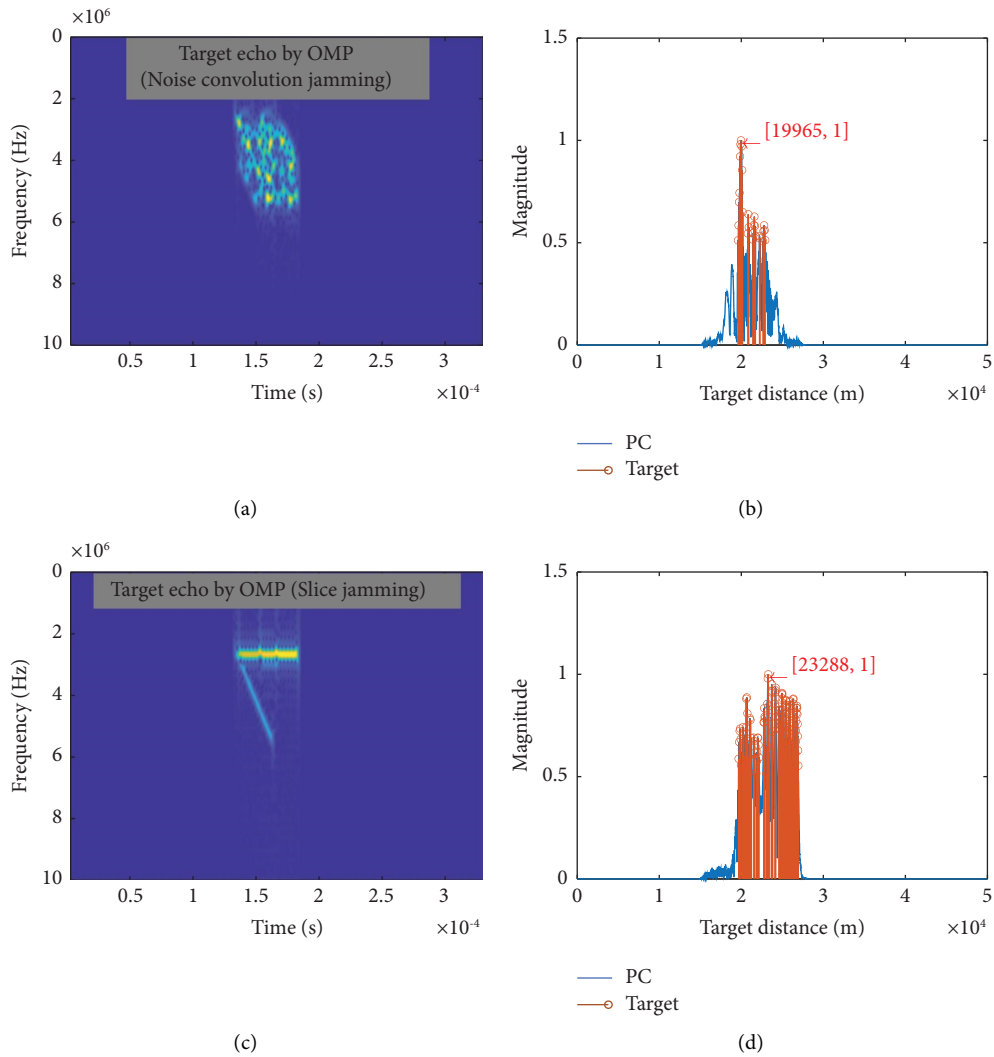 ×10⁶
0
2
4
6
8
10
Frequency (Hz)
Target echo by OMP
(Noise convolution jamming)
0.5 1 1.5 2 2.5 3
Time (s)
×10⁻⁴
(a)
1.5
1
0.5
0
Magnitude
[19965, 1]
0 1 2 3 4 5
Target distance (m)
×10⁴
PC
Target
(b)
×10⁶
0
2
4
6
8
10
Frequency (Hz)
Target echo by OMP (Slice jamming)
0.5 1 1.5 2 2.5 3
Time (s)
×10⁻⁴
(c)
1.5
1
0.5
0
Magnitude
[23288, 1]
0 1 2 3 4 5
Target distance (m)
×10⁴
PC
Target
(d)